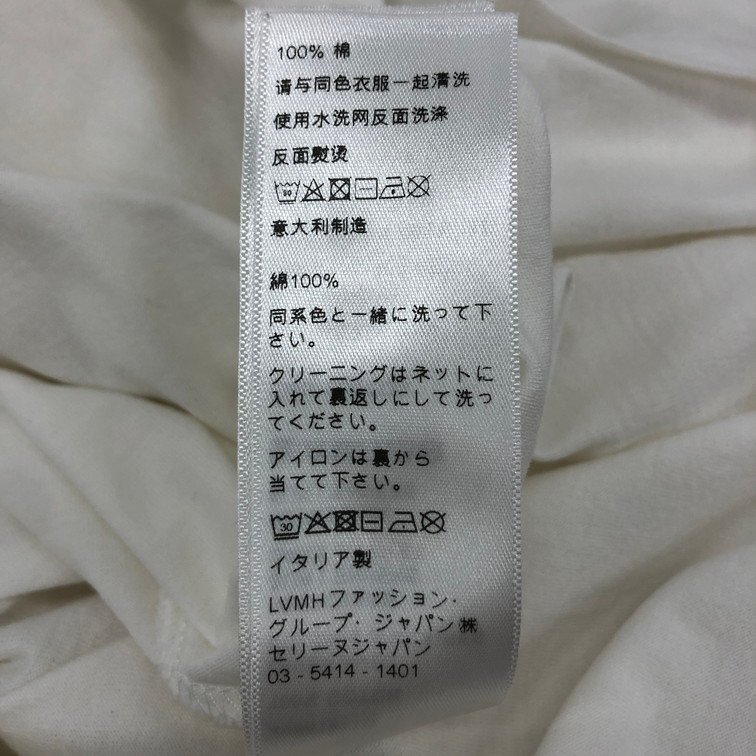 100% 棉
请与同色衣服一起清洗
使用水洗网反面洗涤
反面熨烫
意大利制造
綿100%
同系色と一緒に洗って下
さい。
クリーニングはネットに
入れて裏返しにして洗っ
てください。
アイロンは裏から
当てて下さい。
30
イタリア製
LVMHファッション・
グループ・ジャパン㈱
セリーヌジャパン
03 - 5414 - 1401